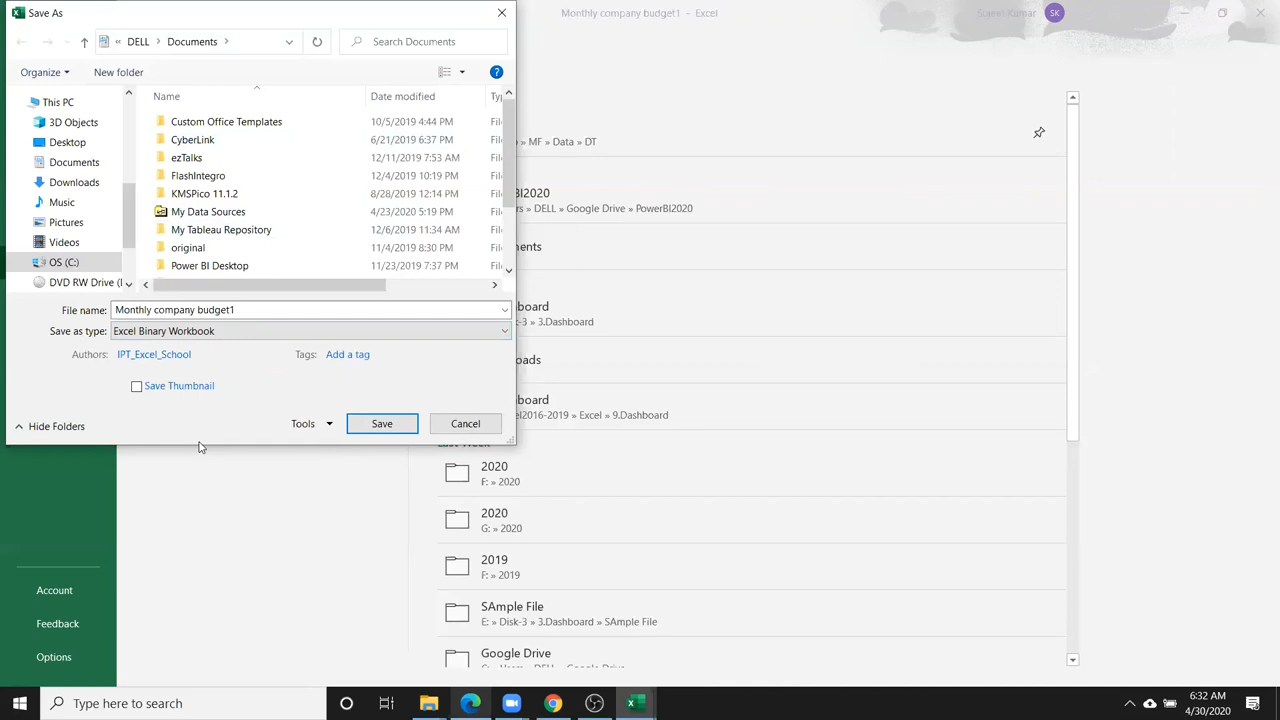 Save As
Monthly company budget1 - Excel
Suneel Kumar
SK
« DELL > Documents >
Search Documents
Organize
New folder
?
This PC
3D Objects
Desktop
Documents
Downloads
Music
Pictures
Videos
OS (C:)
DVD RW Drive (
Name
Date modified
Custom Office Templates 10/5/2019 4:44 PM
CyberLink 6/21/2019 6:37 PM
ezTalks 12/11/2019 7:53 AM
FlashIntegro 12/4/2019 10:19 PM
KMSPico 11.1.2 8/28/2019 12:14 PM
My Data Sources 4/23/2020 5:19 PM
My Tableau Repository 12/6/2019 11:34 AM
original 11/4/2019 8:30 PM
Power BI Desktop 11/23/2019 7:37 PM
File name: Monthly company budget1
Save as type: Excel Binary Workbook
Authors: IPT_Excel_School
Tags: Add a tag
Save Thumbnail
Hide Folders
Tools
Save
Cancel
» MF » Data » DT
BI2020
rs » DELL » Google Drive » PowerBI2020
ments
shboard
sk-3 » 3.Dashboard
oads
shboard
cel2016-2019 » Excel » 9.Dashboard
Last Week
2020
F: » 2020
2020
G: » 2020
2019
F: » 2019
SAmple File
E: » Disk-3 » 3.Dashboard » SAmple File
Google Drive
Account
Feedback
Options
Type here to search
6:32 AM
4/30/2020